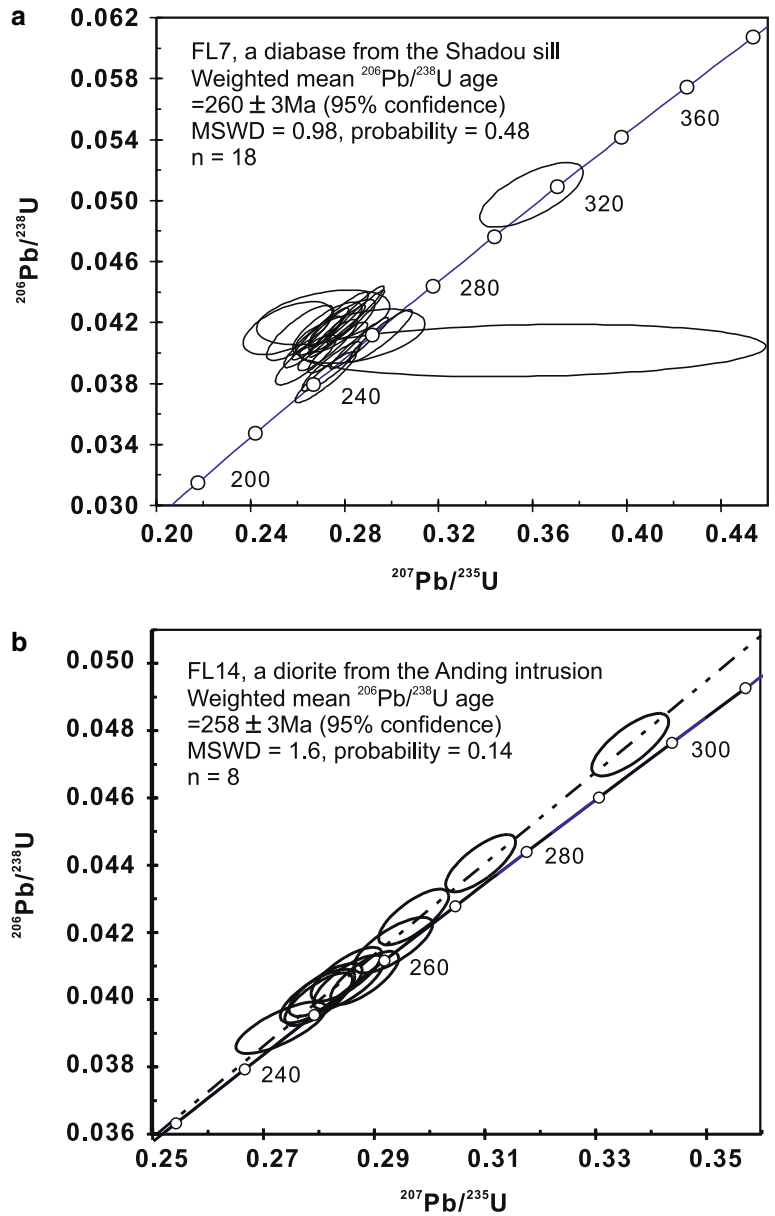 a
FL7, a diabase from the Shadou sill
Weighted mean ²⁰⁶Pb/²³⁸U age
=260 ± 3Ma (95% confidence)
MSWD = 0.98, probability = 0.48
n = 18
0.062
0.058
0.054
0.050
0.046
0.042
0.038
0.034
0.030
²⁰⁶Pb/²³⁸U
360
320
280
240
200
0.20 0.24 0.28 0.32 0.36 0.40 0.44
²⁰⁷Pb/²³⁵U
b
FL14, a diorite from the Anding intrusion
Weighted mean ²⁰⁶Pb/²³⁸U age
=258 ± 3Ma (95% confidence)
MSWD = 1.6, probability = 0.14
n = 8
0.050
0.048
0.046
0.044
0.042
0.040
0.038
0.036
²⁰⁶Pb/²³⁸U
300
280
260
240
0.25 0.27 0.29 0.31 0.33 0.35
²⁰⁷Pb/²³⁵U